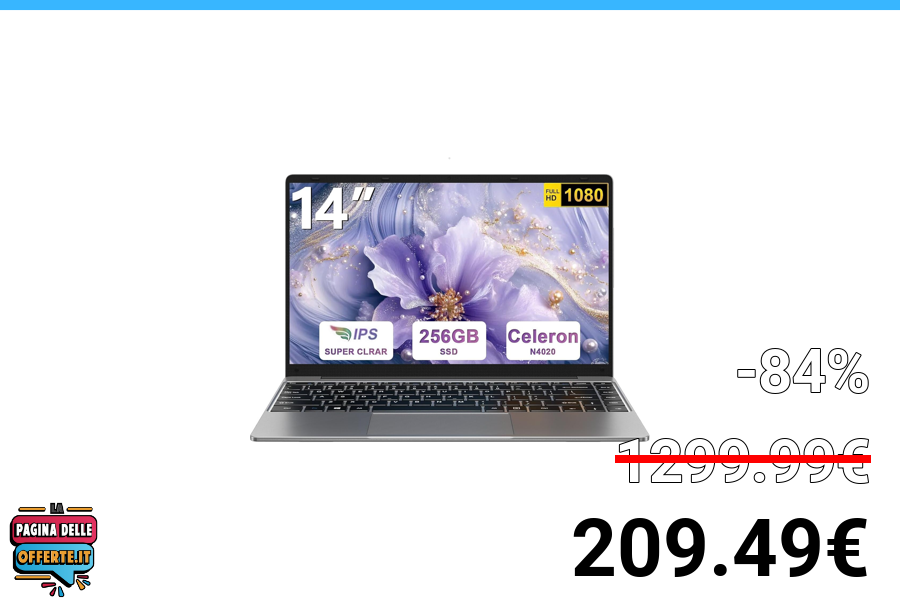 14”
FULL HD 1080
IPS
SUPER CLRAR
256GB
SSD
Celeron
N4020
-84%
1299.99€
209.49€
LA
PAGINA DELLE
OFFERTE.IT